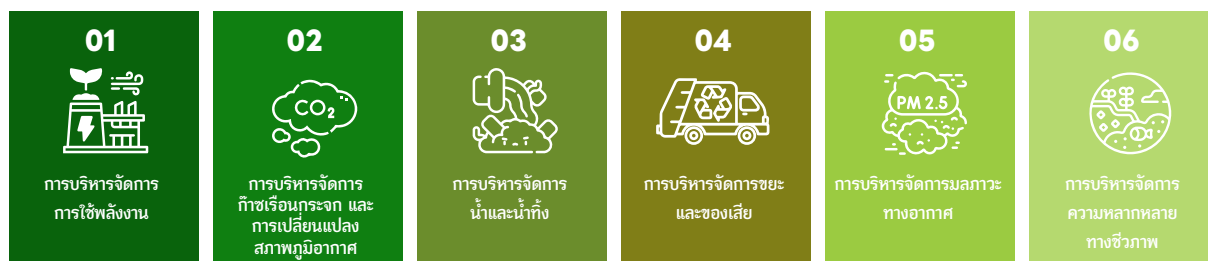 01
การบริหารจัดการ
การใช้พลังงาน
02
CO2
การบริหารจัดการ
ก๊าซเรือนกระจก และ
การเปลี่ยนแปลง
สภาพภูมิอากาศ
03
การบริหารจัดการ
น้ำและน้ำทิ้ง
04
การบริหารจัดการขยะ
และของเสีย
05
PM 2.5
การบริหารจัดการมลภาวะ
ทางอากาศ
06
การบริหารจัดการ
ความหลากหลาย
ทางชีวภาพ